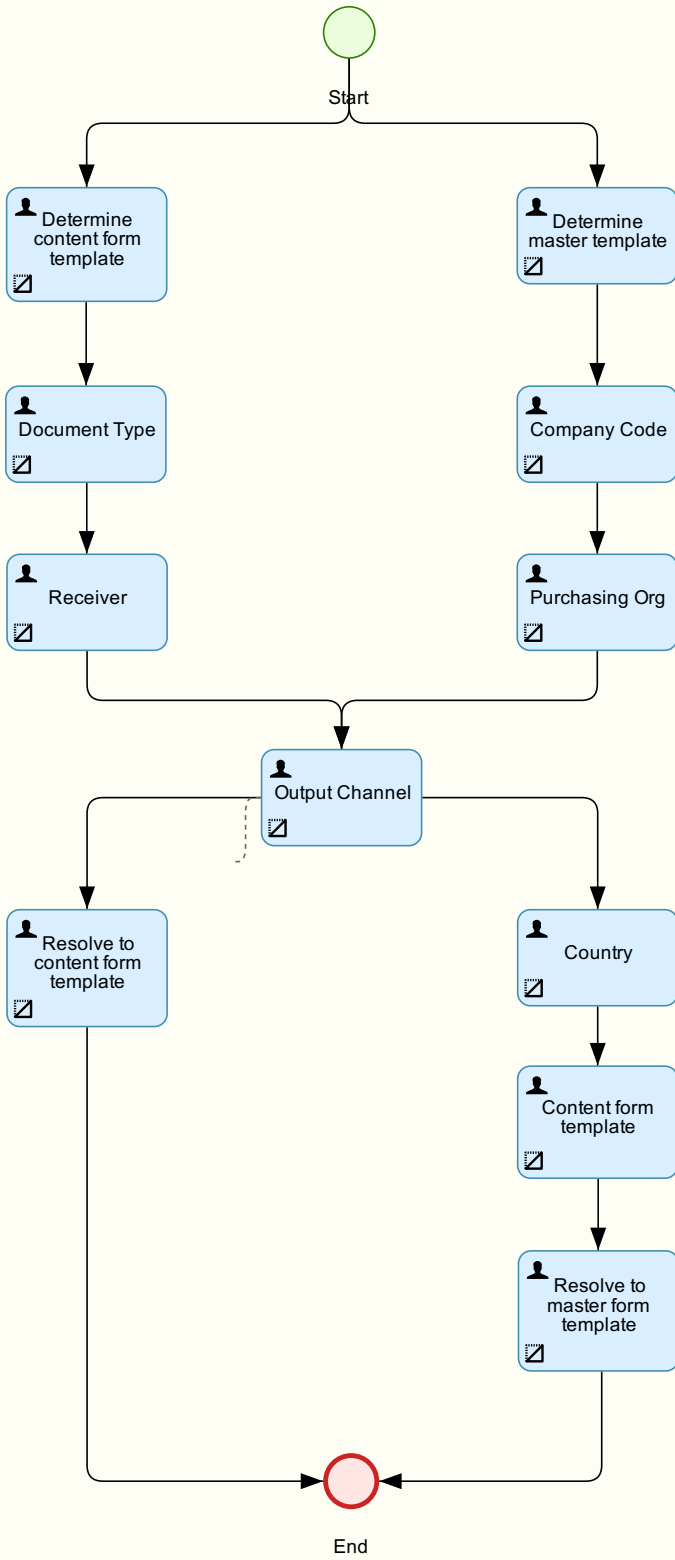 Start
Determine
content form
template
Determine
master template
Document Type
Company Code
Receiver
Purchasing Org
Output Channel
Resolve to
content form
template
Country
Content form
template
Resolve to
master form
template
End